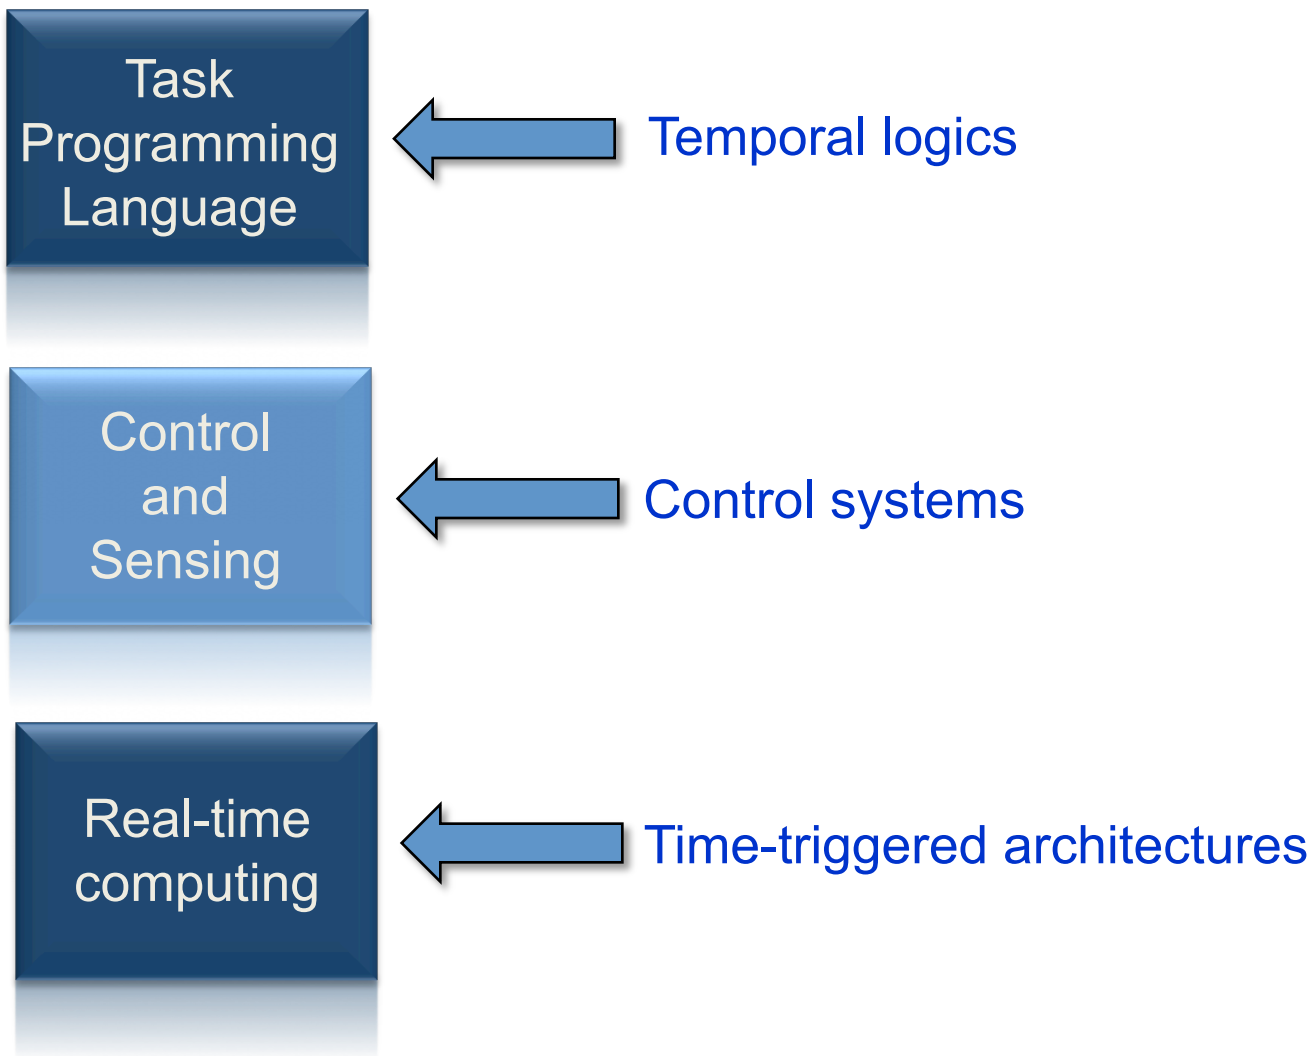 Task
Programming
Language
Temporal logics
Control
and
Sensing
Control systems
Real-time
computing
Time-triggered architectures